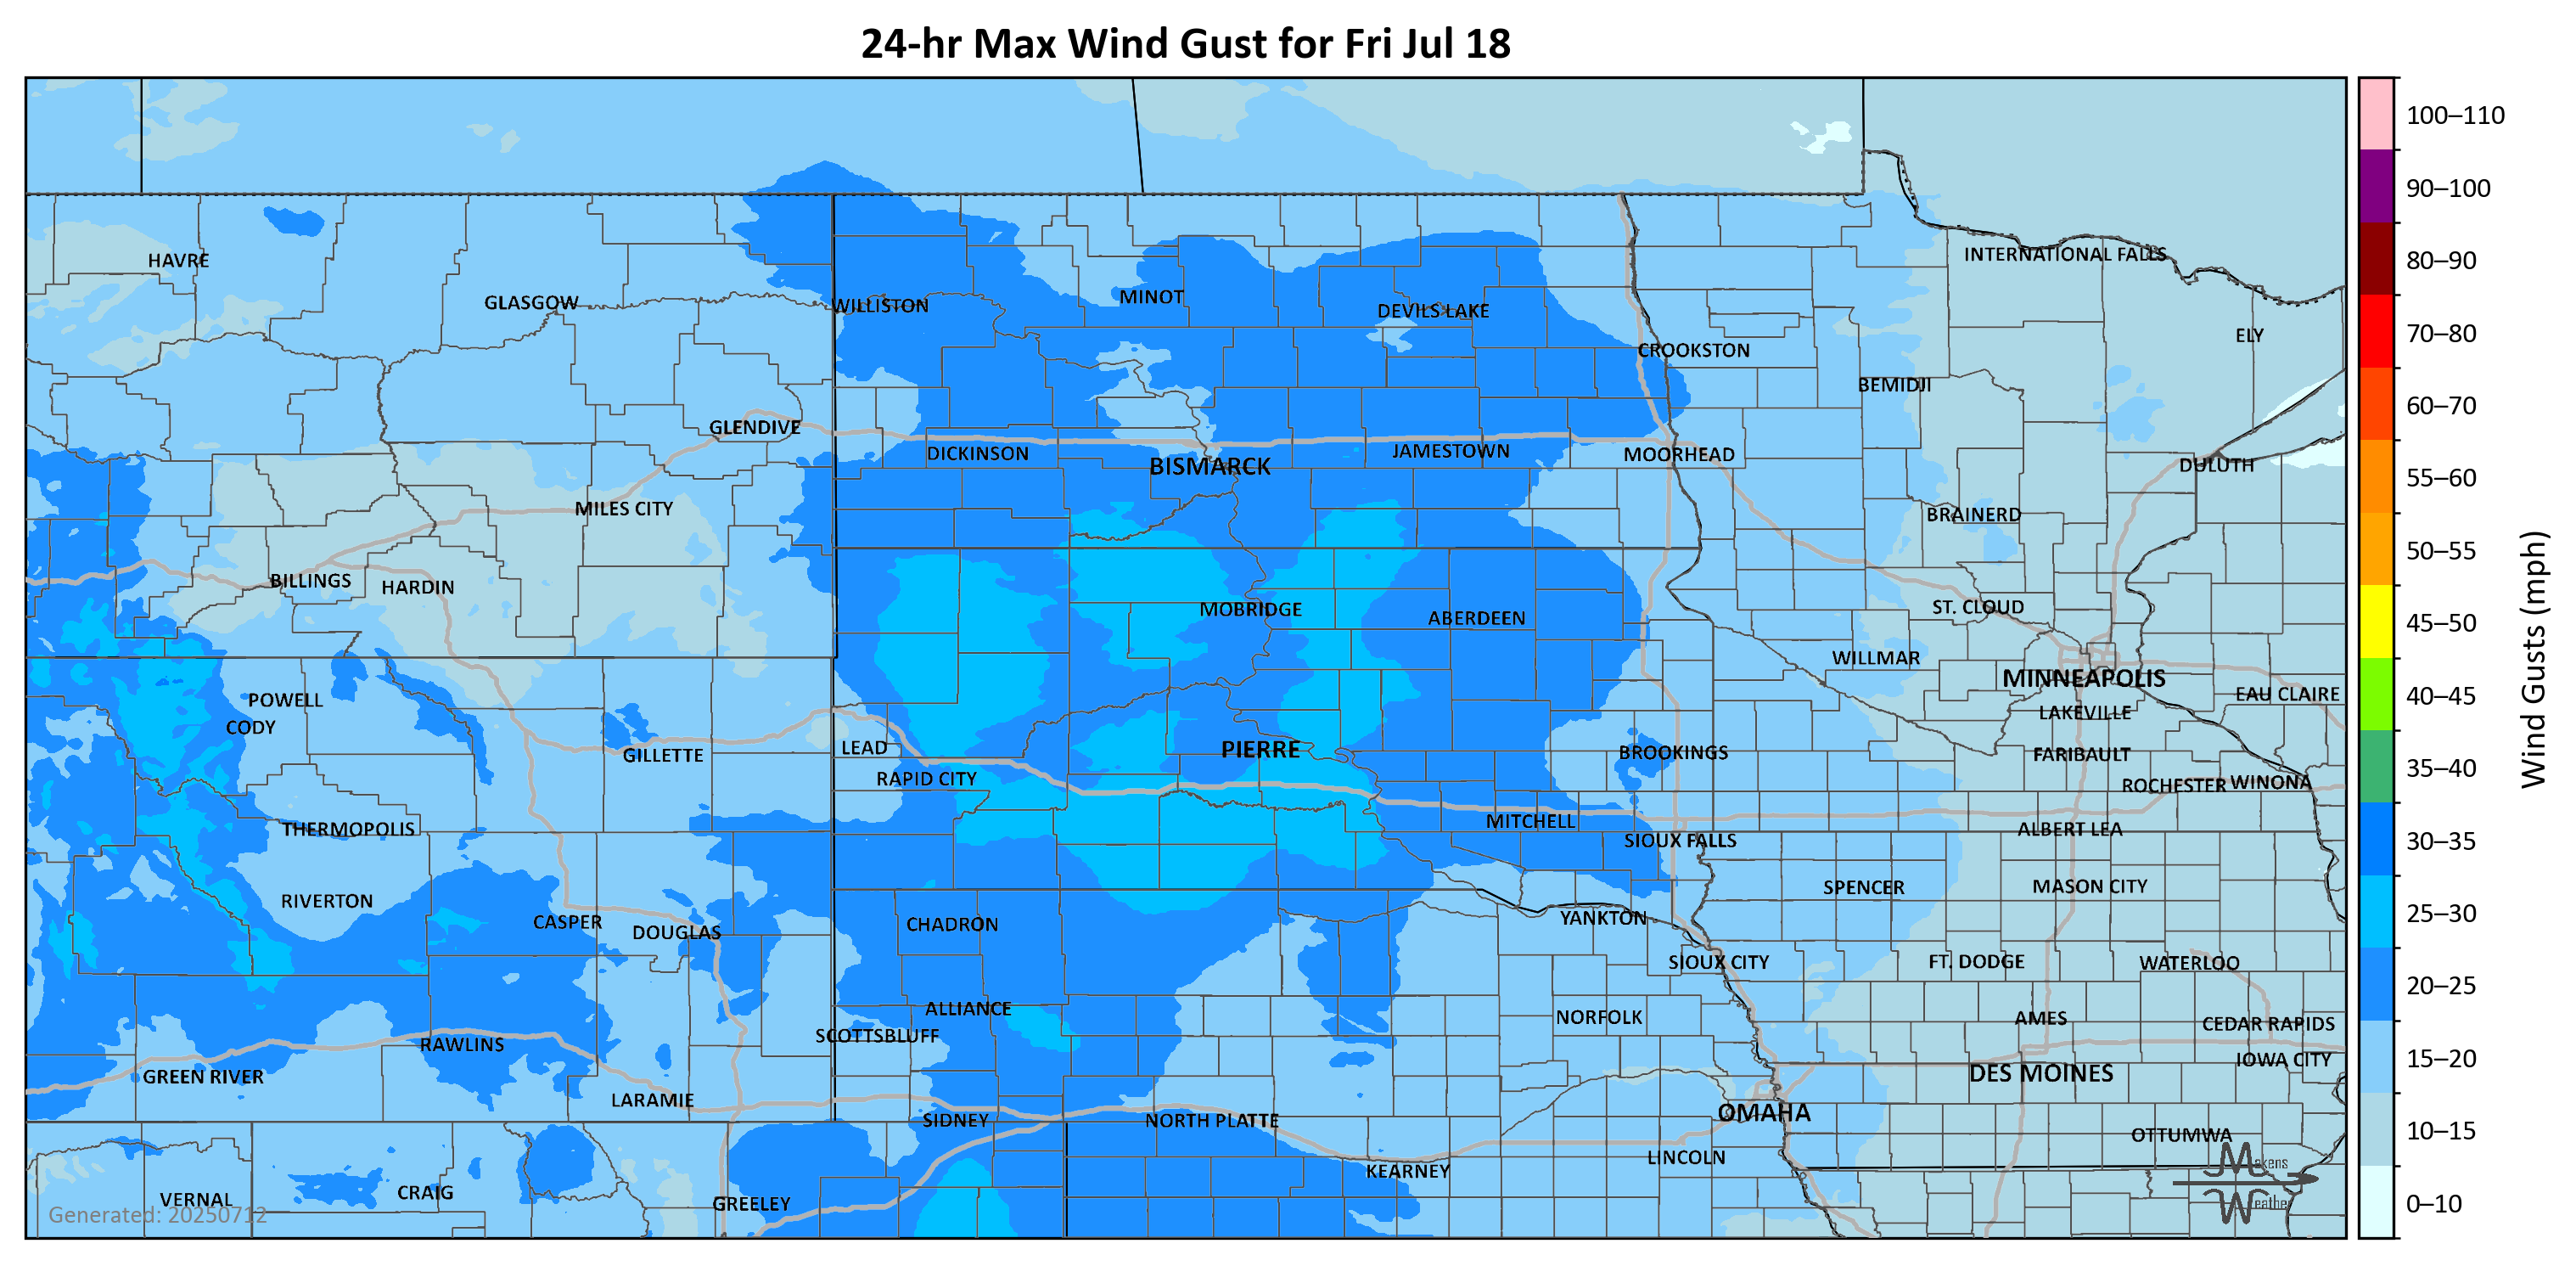 24-hr Max Wind Gust for Fri Jul 18
100–110
90–100
80–90
70–80
60–70
55–60
50–55
45–50
40–45
35–40
30–35
25–30
20–25
15–20
10–15
0–10
Wind Gusts (mph)
INTERNATIONAL FALLS
HAVRE
GLASGOW
WILLISTON
MINOT
DEVILS LAKE
ELY
CROOKSTON
BEMIDJI
GLENDIVE
DICKINSON
BISMARCK
JAMESTOWN
MOORHEAD
DULUTH
MILES CITY
BRAINERD
BILLINGS
HARDIN
MOBRIDGE
ABERDEEN
ST. CLOUD
WILLMAR
MINNEAPOLIS
POWELL
CODY
EAU CLAIRE
LAKEVILLE
GILLETTE
LEAD
PIERRE
BROOKINGS
FARIBAULT
RAPID CITY
ROCHESTER
WINONA
THERMOPOLIS
MITCHELL
ALBERT LEA
SIOUX FALLS
RIVERTON
SPENCER
MASON CITY
CASPER
DOUGLAS
CHADRON
YANKTON
SIOUX CITY
FT. DODGE
WATERLOO
ALLIANCE
NORFOLK
AMES
CEDAR RAPIDS
SCOTTSBLUFF
RAWLINS
IOWA CITY
GREEN RIVER
DES MOINES
LARAMIE
SIDNEY
NORTH PLATTE
OMAHA
OTTUMWA
KEARNEY
LINCOLN
VERNAL
CRAIG
GREELEY
Makens
Weather
Generated: 20250712